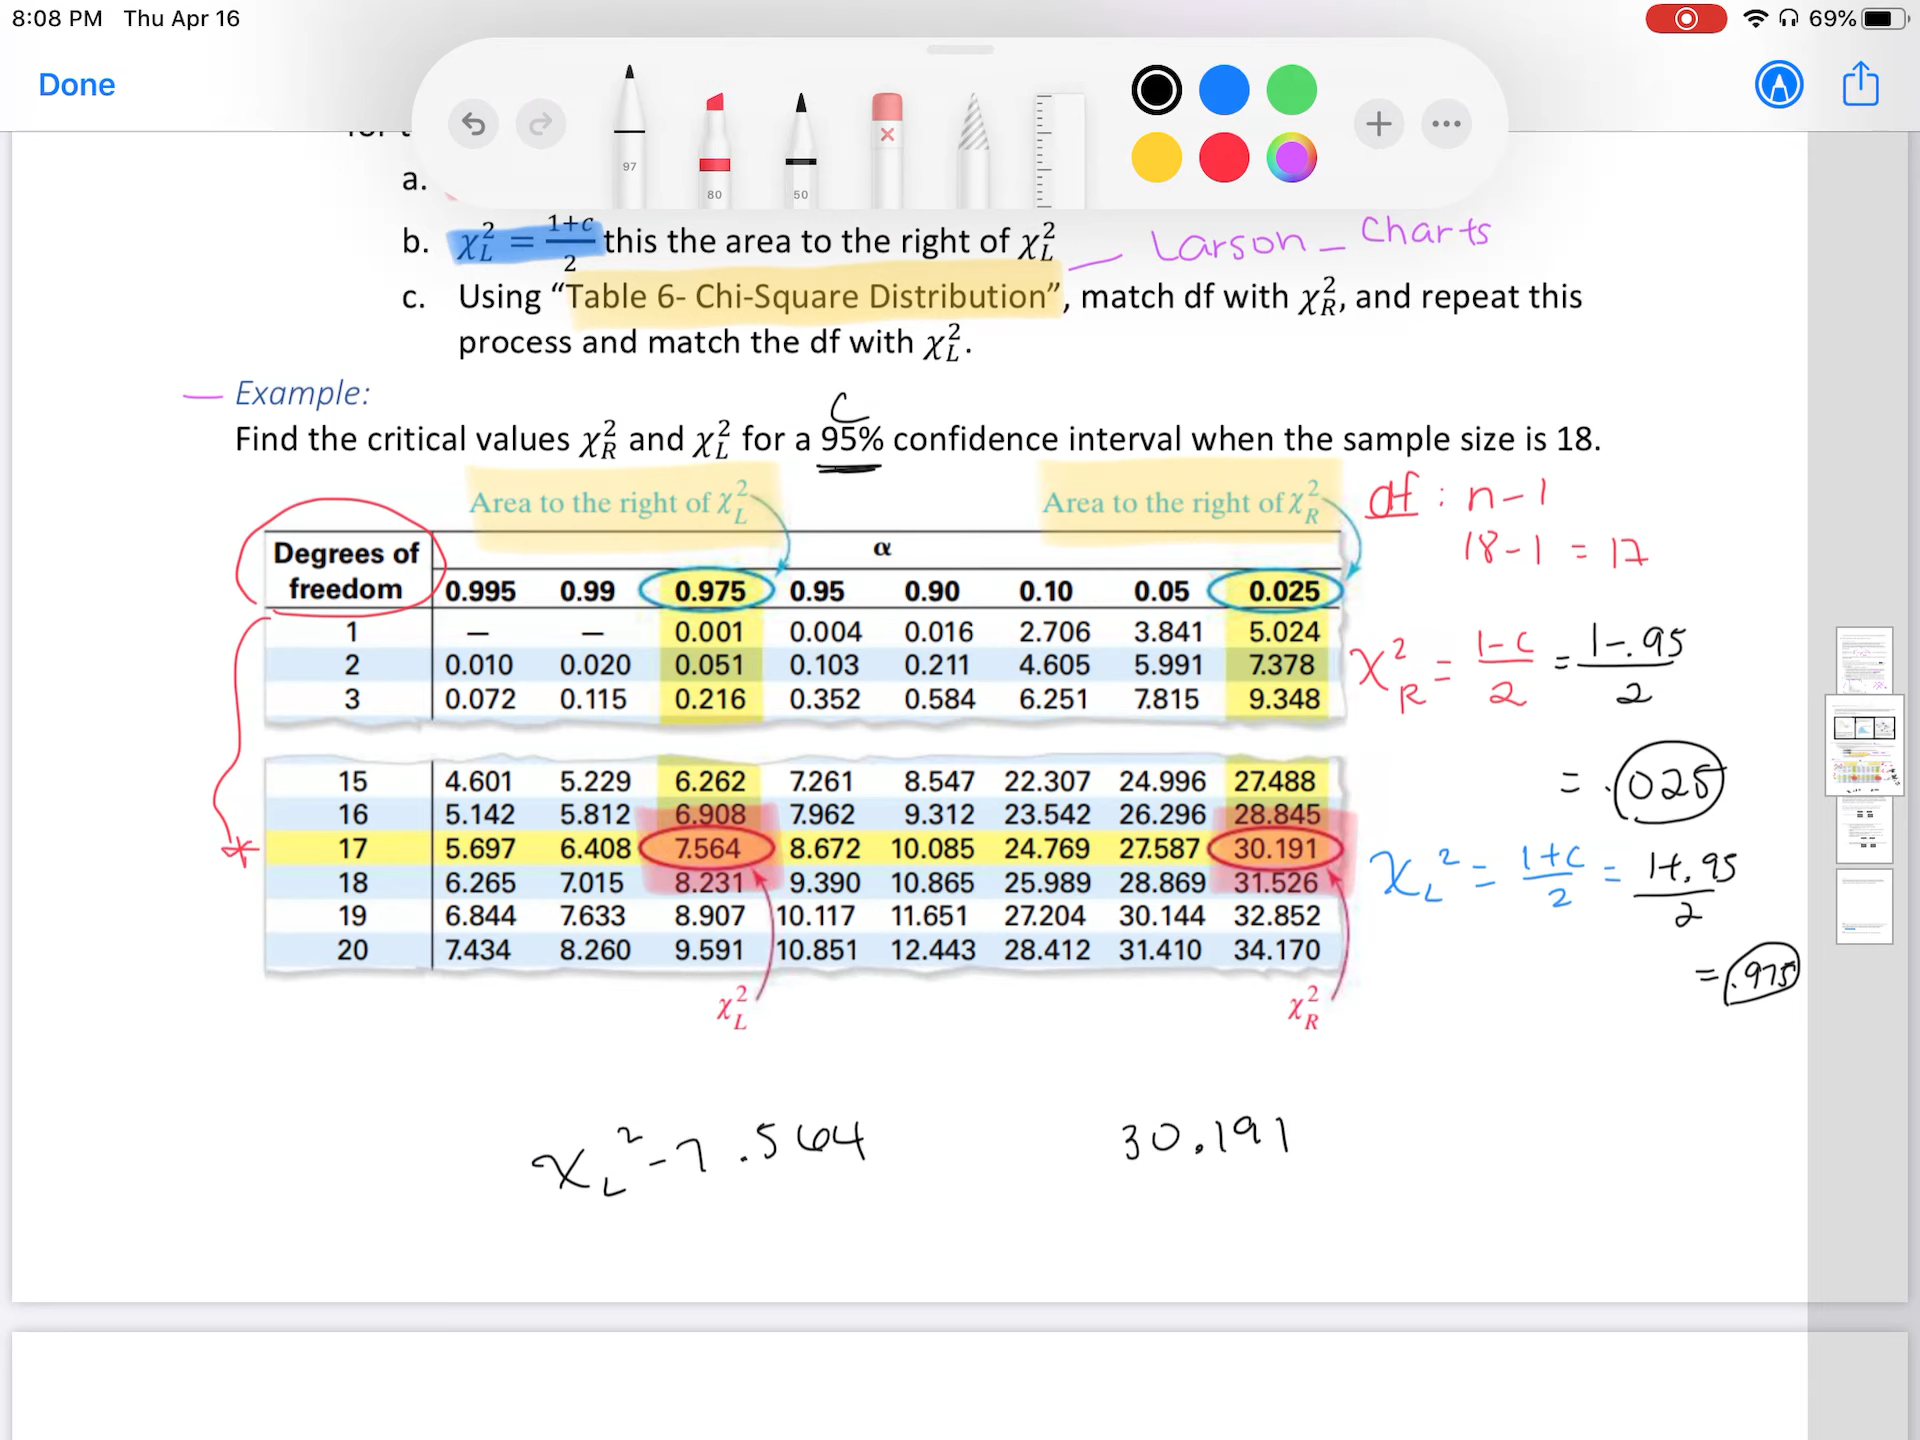 8:08 PM Thu Apr 16
69%
Done
97
80
50
a.
b. χ²L = 1+c/2 this the area to the right of χ²L
Larson - Charts
c. Using “Table 6- Chi-Square Distribution”, match df with χ²R, and repeat this
process and match the df with χ²L.
Example:
C
Find the critical values χ²R and χ²L for a 95% confidence interval when the sample size is 18.
Area to the right of χ²L
Area to the right of χ²R
df : n-1
18-1 = 17
Degrees of freedom
α
0.995 0.99 0.975 0.95 0.90 0.10 0.05 0.025
1 — — 0.001 0.004 0.016 2.706 3.841 5.024
2 0.010 0.020 0.051 0.103 0.211 4.605 5.991 7.378
3 0.072 0.115 0.216 0.352 0.584 6.251 7.815 9.348
15 4.601 5.229 6.262 7.261 8.547 22.307 24.996 27.488
16 5.142 5.812 6.908 7.962 9.312 23.542 26.296 28.845
17 5.697 6.408 7.564 8.672 10.085 24.769 27.587 30.191
18 6.265 7.015 8.231 9.390 10.865 25.989 28.869 31.526
19 6.844 7.633 8.907 10.117 11.651 27.204 30.144 32.852
20 7.434 8.260 9.591 10.851 12.443 28.412 31.410 34.170
χ²L
χ²R
X²R = 1-c/2 = 1-.95/2
= .025
XL² = 1+c/2 = 1+.95/2
= .975
XL² - 7.564
30.191